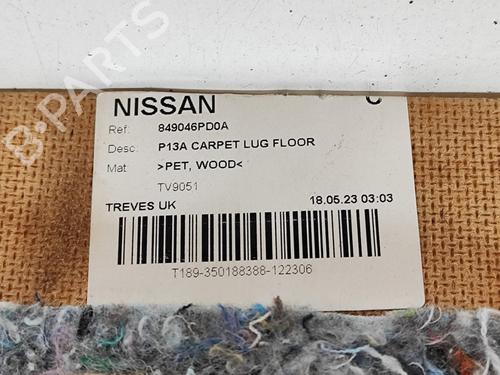 B-PARTS
NISSAN
Ref: 849046PD0A
Desc: P13A CARPET LUG FLOOR
Mat: >PET, WOOD<
TV9051
TREVES UK 18.05.23 03:03
T189-350188388-122306